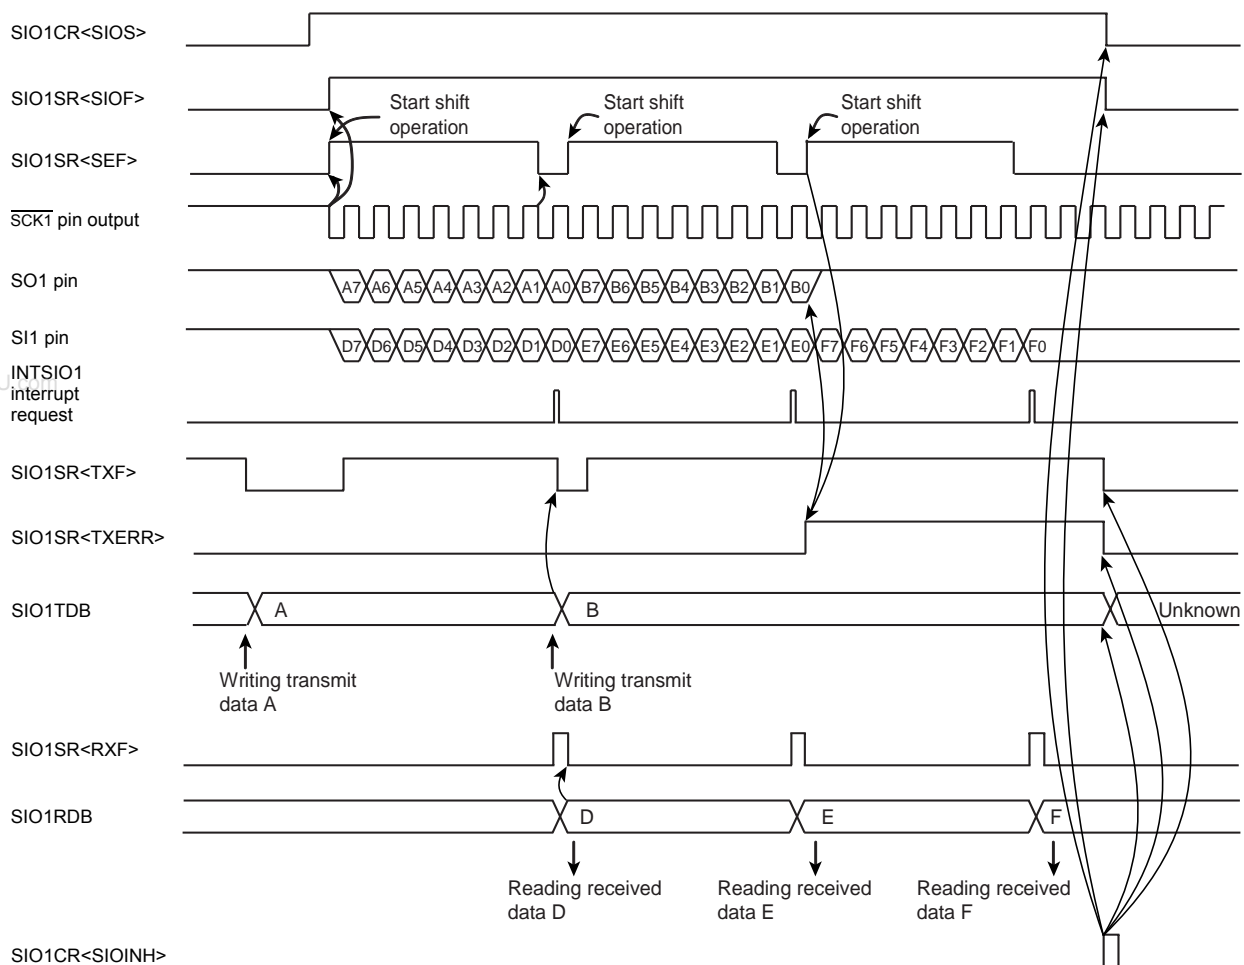 SIO1CR<SIOS>
SIO1SR<SIOF>
Start shift
operation
Start shift
operation
Start shift
operation
SIO1SR<SEF>
SCK1 pin output
SO1 pin
A7 A6 A5 A4 A3 A2 A1 A0 B7 B6 B5 B4 B3 B2 B1 B0
SI1 pin
D7 D6 D5 D4 D3 D2 D1 D0 E7 E6 E5 E4 E3 E2 E1 E0 F7 F6 F5 F4 F3 F2 F1 F0
INTSIO1
interrupt
request
SIO1SR<TXF>
SIO1SR<TXERR>
SIO1TDB
A
B
Unknown
Writing transmit
data A
Writing transmit
data B
SIO1SR<RXF>
SIO1RDB
D
E
F
Reading received
data D
Reading received
data E
Reading received
data F
SIO1CR<SIOINH>